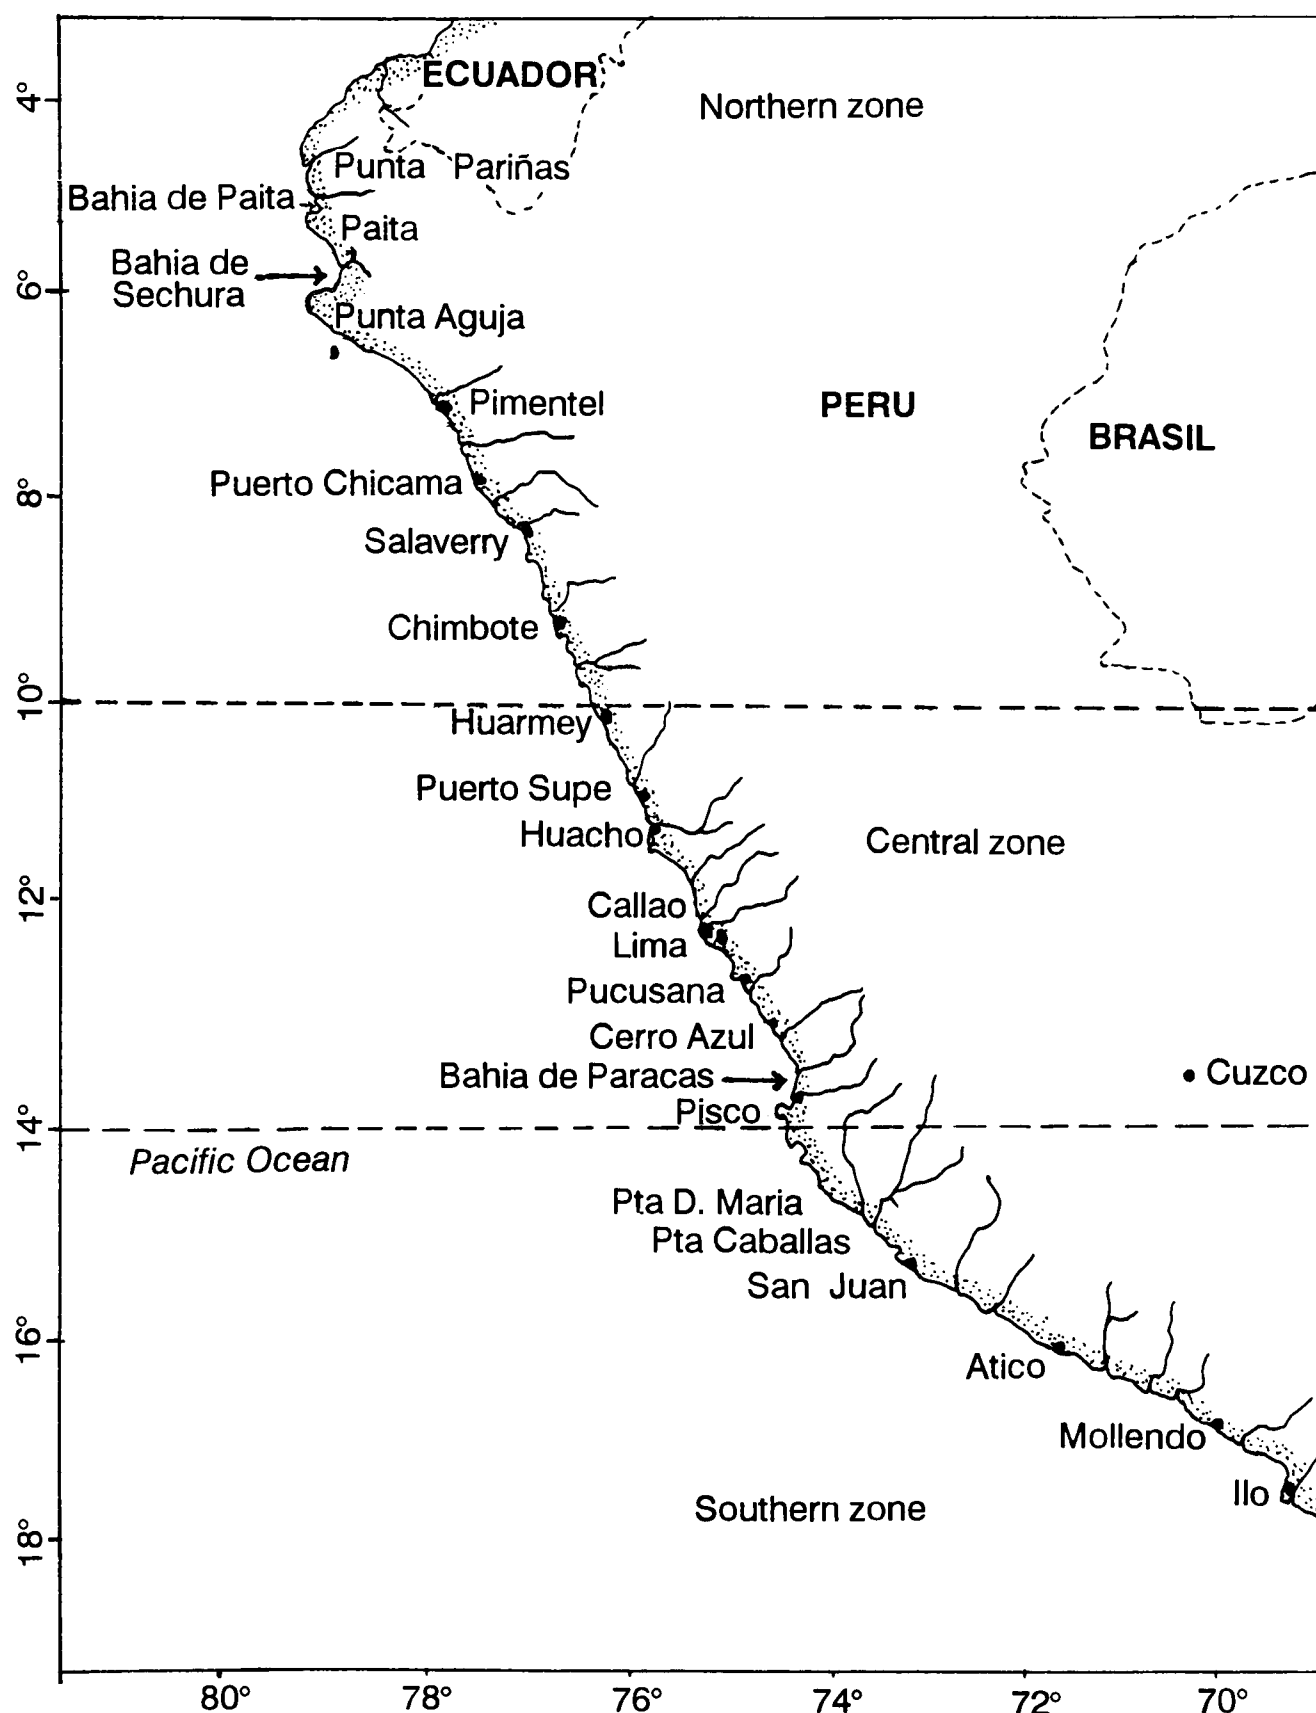 ECUADOR
4°
Northern zone
Punta Pariñas
Bahia de Paita
Paita
Bahia de
Sechura
6°
Punta Aguja
Pimentel
PERU
BRASIL
Puerto Chicama
8°
Salaverry
Chimbote
10°
Huarmey
Puerto Supe
Huacho
Central zone
12°
Callao
Lima
Pucusana
Cerro Azul
Bahia de Paracas
Cuzco
Pisco
14°
Pacific Ocean
Pta D. Maria
Pta Caballas
San Juan
16°
Atico
Mollendo
Ilo
Southern zone
18°
80° 78° 76° 74° 72° 70°